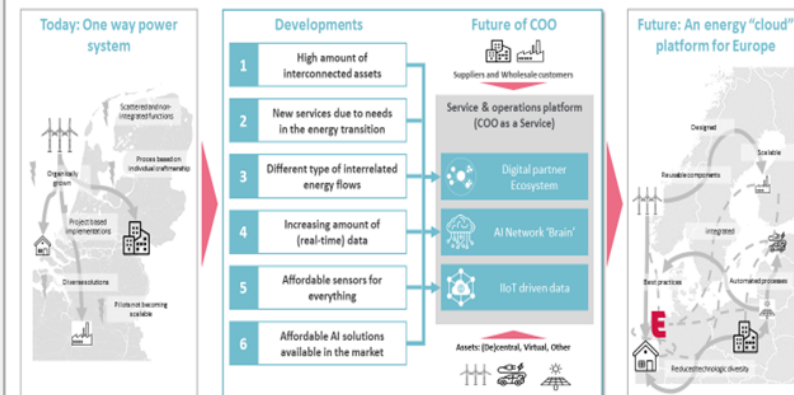 Today: One way power
system
Scattered and non-
integrated functions
Proces based on
individual craftmenship
Organically
grown
Project based
implementations
Diverse solutions
Pilots not becoming
scalable
Developments
1
High amount of
interconnected assets
2
New services due to needs
in the energy transition
3
Different type of interrelated
energy flows
4
Increasing amount of
(real-time) data
5
Affordable sensors for
everything
6
Affordable AI solutions
available in the market
Future of COO
Suppliers and Wholesale customers
Service & operations platform
(COO as a Service)
Digital partner
Ecosystem
AI Network 'Brain'
IIoT driven data
Assets: (De)central, Virtual, Other
Future: An energy "cloud"
platform for Europe
Designed
Scalable
Reusable components
integrated
Best practices
Automated processes
E
Reduced technologic diversity